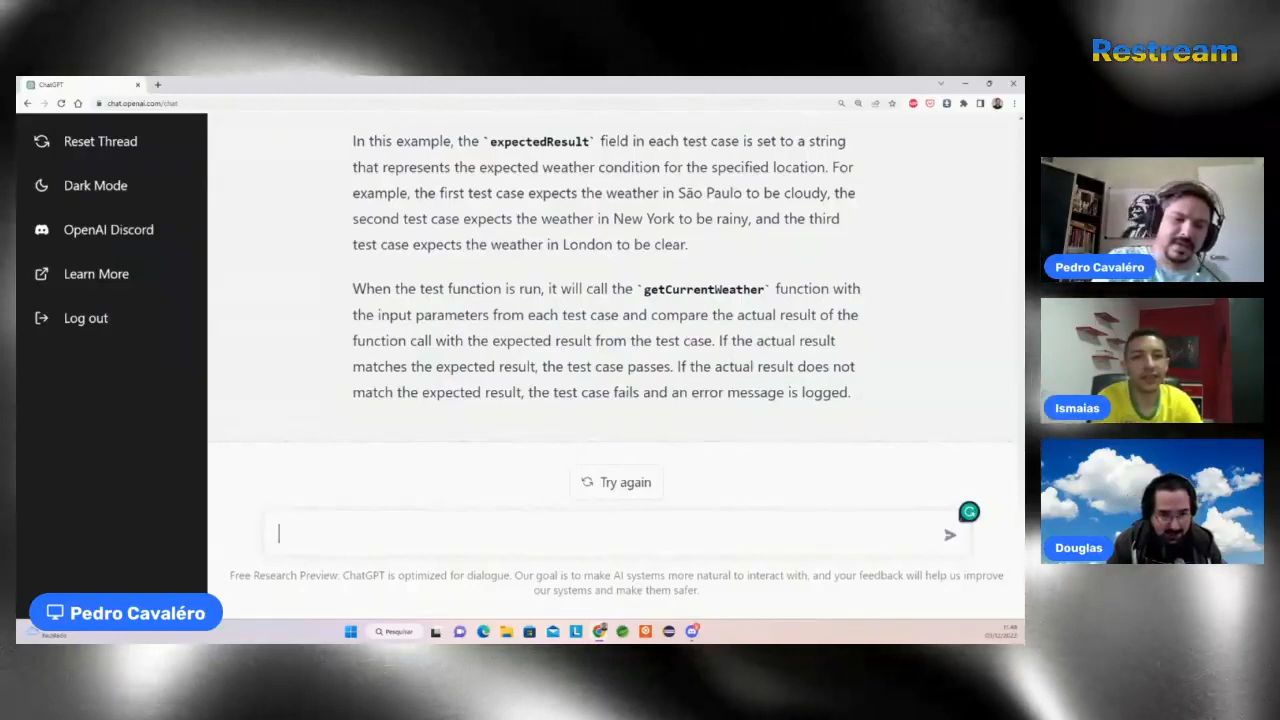 Restream
ChatGPT
chat.openai.com/chat
Reset Thread
Dark Mode
OpenAI Discord
Learn More
Log out
In this example, the `expectedResult` field in each test case is set to a string
that represents the expected weather condition for the specified location. For
example, the first test case expects the weather in São Paulo to be cloudy, the
second test case expects the weather in New York to be rainy, and the third
test case expects the weather in London to be clear.
When the test function is run, it will call the `getCurrentWeather` function with
the input parameters from each test case and compare the actual result of the
function call with the expected result from the test case. If the actual result
matches the expected result, the test case passes. If the actual result does not
match the expected result, the test case fails and an error message is logged.
Try again
Free Research Preview: ChatGPT is optimized for dialogue. Our goal is to make AI systems more natural to interact with, and your feedback will help us improve
our systems and make them safer.
Pedro Cavaléro
Nublado
Pesquisar
11:48
03/12/2022
Pedro Cavaléro
Ismaias
Douglas